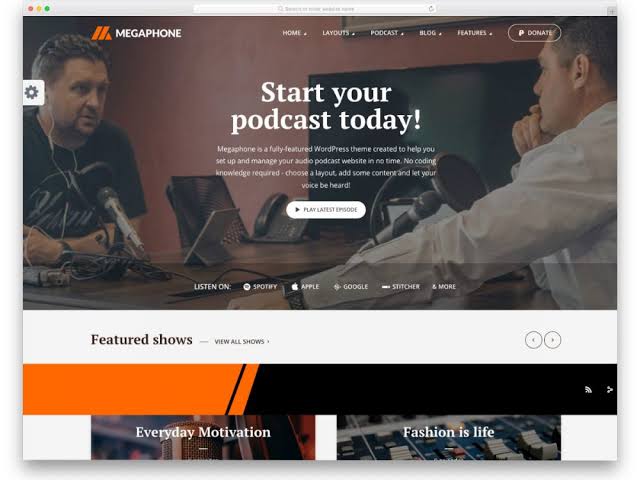 Search or enter website name
MEGAPHONE
HOME
LAYOUTS
PODCAST
BLOG
FEATURES
DONATE
Start your
podcast today!
Megaphone is a fully-featured WordPress theme created to help you
set up and manage your audio podcast website in no time. No coding
knowledge required - choose a layout, add some content and let your
voice be heard!
PLAY LATEST EPISODE
LISTEN ON: SPOTIFY APPLE GOOGLE STITCHER & MORE
Featured shows — VIEW ALL SHOWS ›
Everyday Motivation
Fashion is life